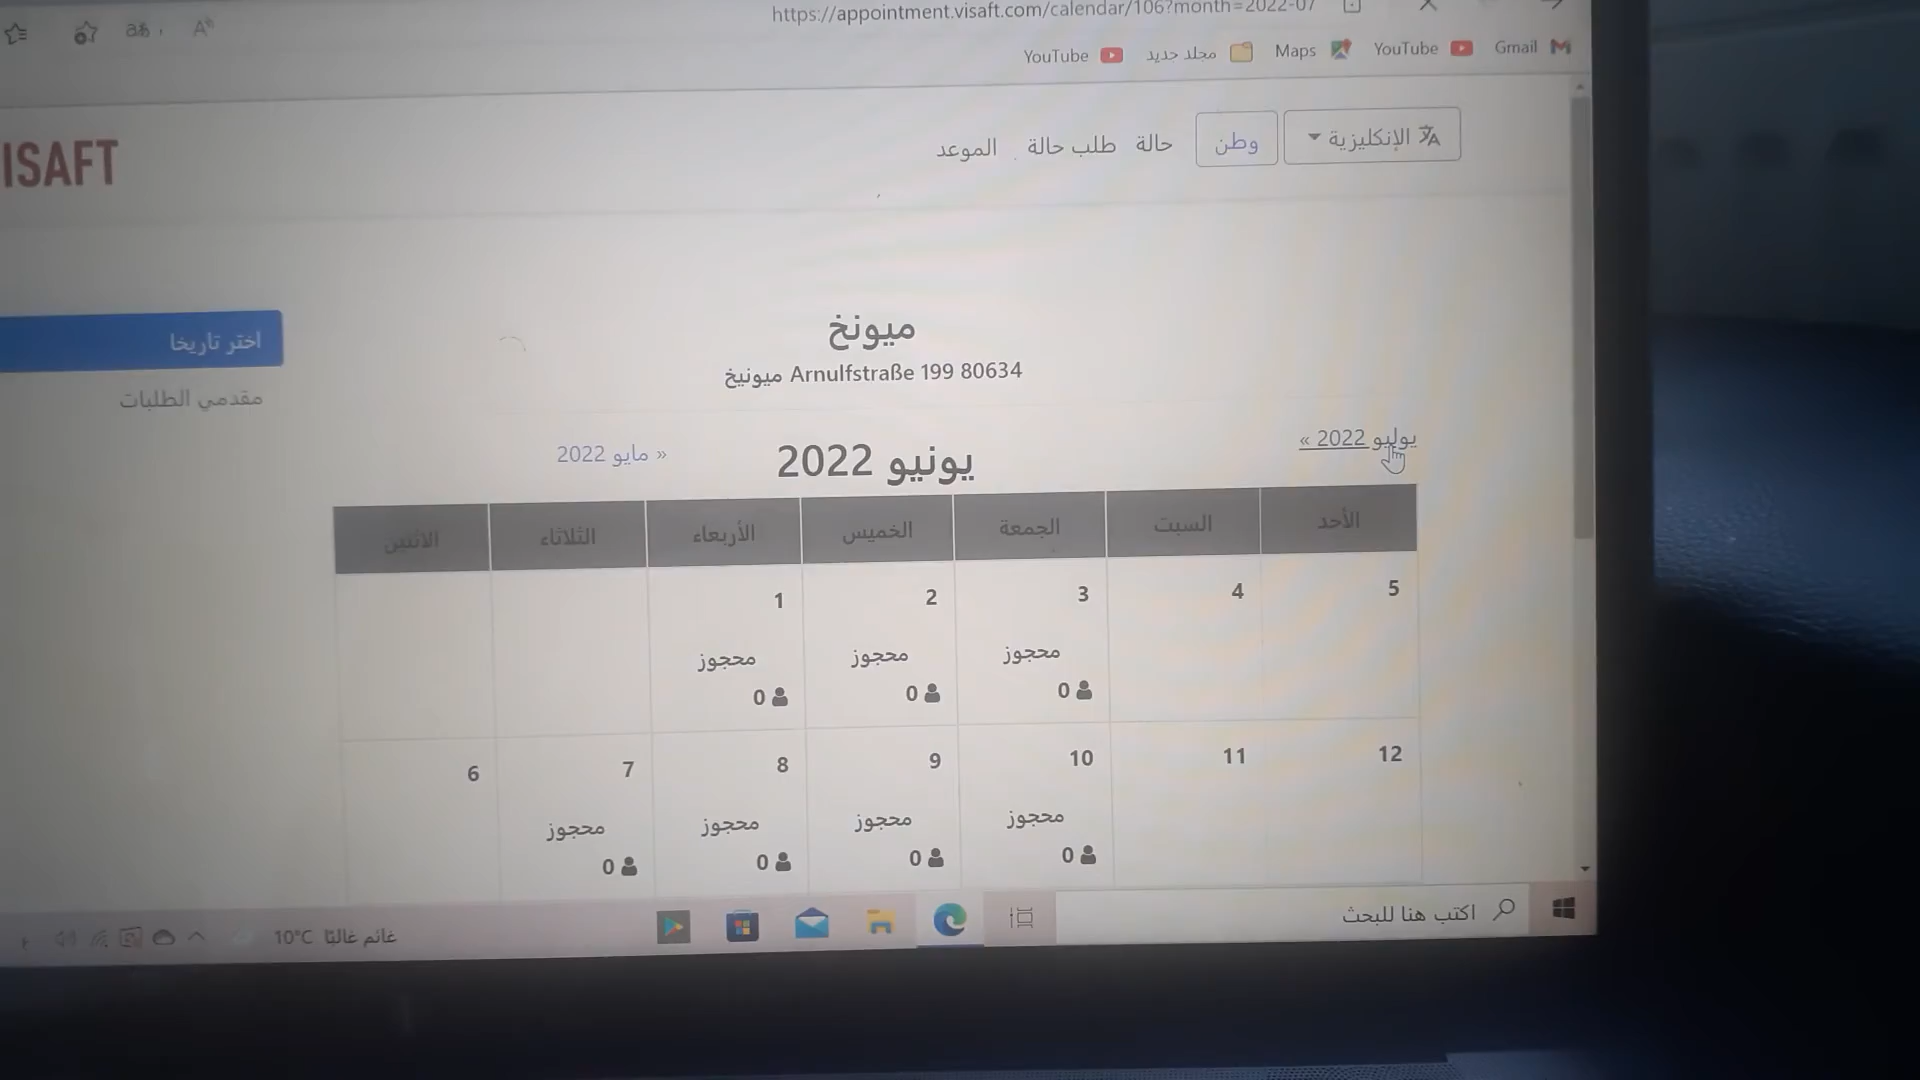 https://appointment.visaft.com/calendar/106?month=2022-07
Gmail YouTube Maps مجلد جديد YouTube
ISAFT
الإنكليزية وطن حالة طلب حالة الموعد
اختر تاريخا
مقدمي الطلبات
ميونخ
Arnulfstraße 199 80634 ميونيخ
يوليو 2022 »
يونيو 2022
« مايو 2022
الأحد السبت الجمعة الخميس الأربعاء الثلاثاء الاثنين
5 4 3 2 1
محجوز محجوز محجوز
0 0 0
12 11 10 9 8 7 6
محجوز محجوز محجوز محجوز
0 0 0 0
اكتب هنا للبحث
10°C غائم غالبًا